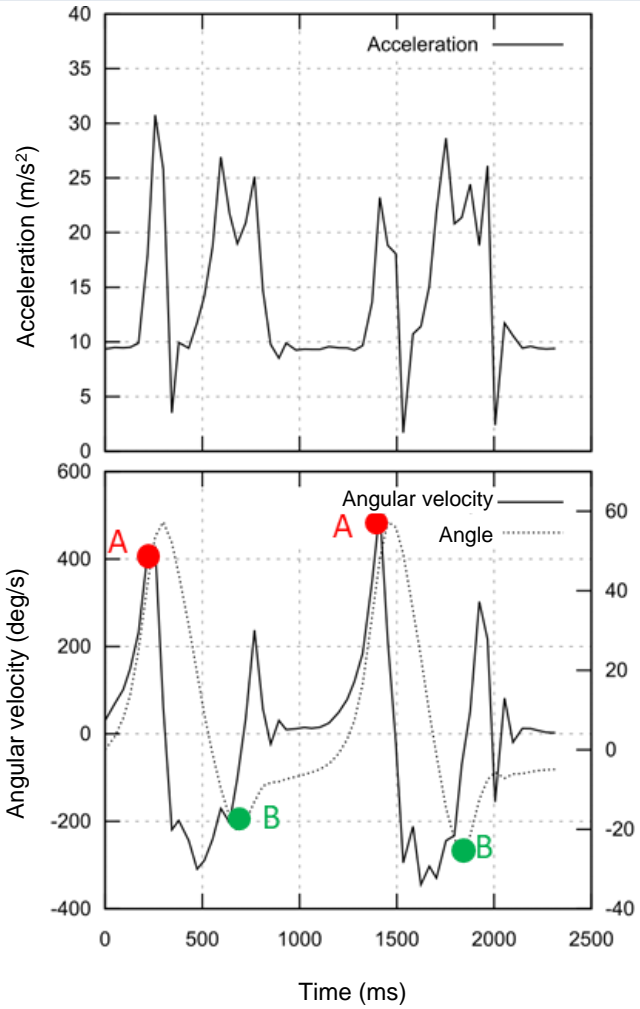 Acceleration
40
35
30
25
20
15
10
5
0
Acceleration (m/s²)
Angular velocity
Angle
A
A
B
B
600
400
200
0
-200
-400
Angular velocity (deg/s)
60
40
20
0
-20
-40
0 500 1000 1500 2000 2500
Time (ms)